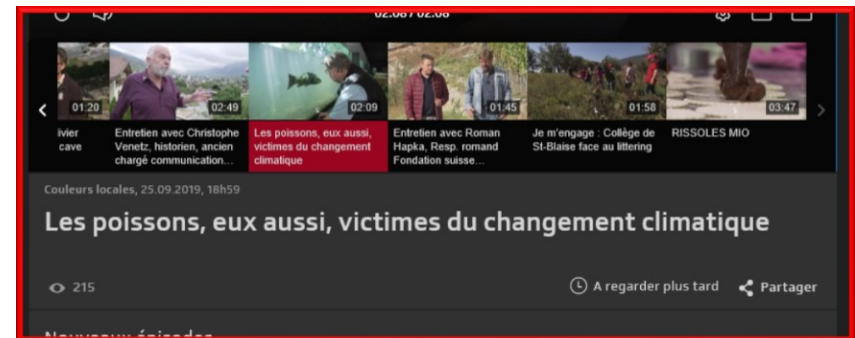 02:08 / 02:08
01:20
02:49
02:09
01:45
01:58
03:47
ivier
cave
Entretien avec Christophe
Venetz, historien, ancien
chargé communication...
Les poissons, eux aussi,
victimes du changement
climatique
Entretien avec Roman
Hapka, Resp. romand
Fondation suisse...
Je m'engage : Collège de
St-Blaise face au littering
RISSOLES MIO
Couleurs locales, 25.09.2019, 18h59
Les poissons, eux aussi, victimes du changement climatique
215
A regarder plus tard
Partager
Nouveaux épisodes